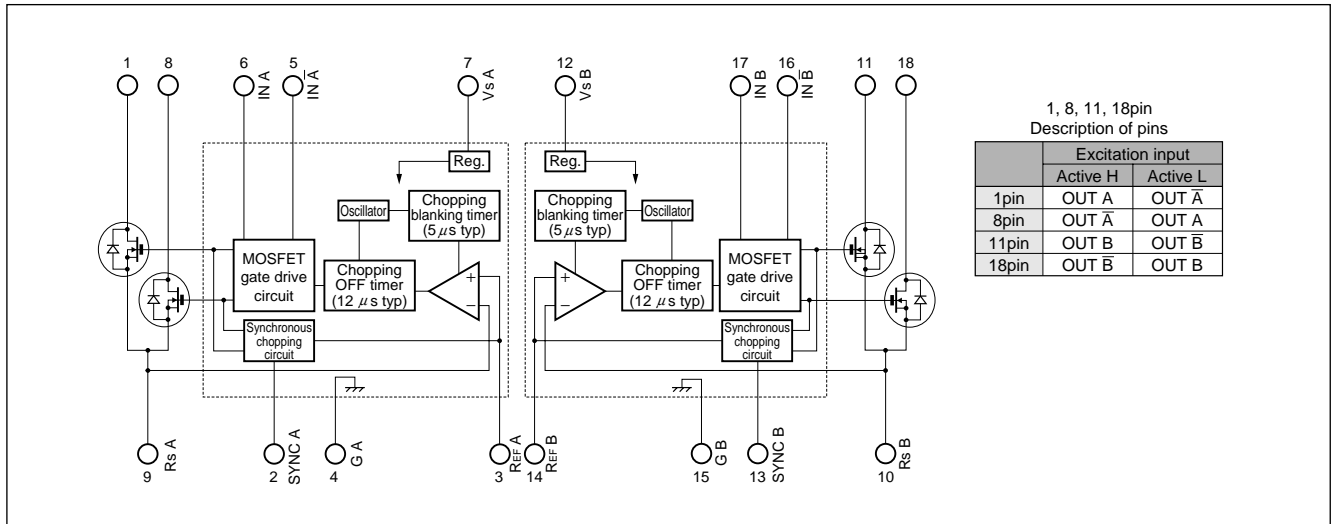 1
8
6
IN A
5
IN A̅
7
Vs A
12
Vs B
17
IN B
16
IN B̅
11
18
Reg.
Reg.
Oscillator
Chopping
blanking timer
(5 μs typ)
Chopping
blanking timer
(5 μs typ)
Oscillator
MOSFET
gate drive
circuit
Chopping
OFF timer
(12 μs typ)
+
−
+
−
Chopping
OFF timer
(12 μs typ)
MOSFET
gate drive
circuit
Synchronous
chopping
circuit
Synchronous
chopping
circuit
9
Rs A
2
SYNC A
4
G A
3
REF A
14
REF B
15
G B
13
SYNC B
10
Rs B
1, 8, 11, 18pin
Description of pins
Excitation input
Active H Active L
1pin OUT A OUT A̅
8pin OUT A̅ OUT A
11pin OUT B OUT B̅
18pin OUT B̅ OUT B